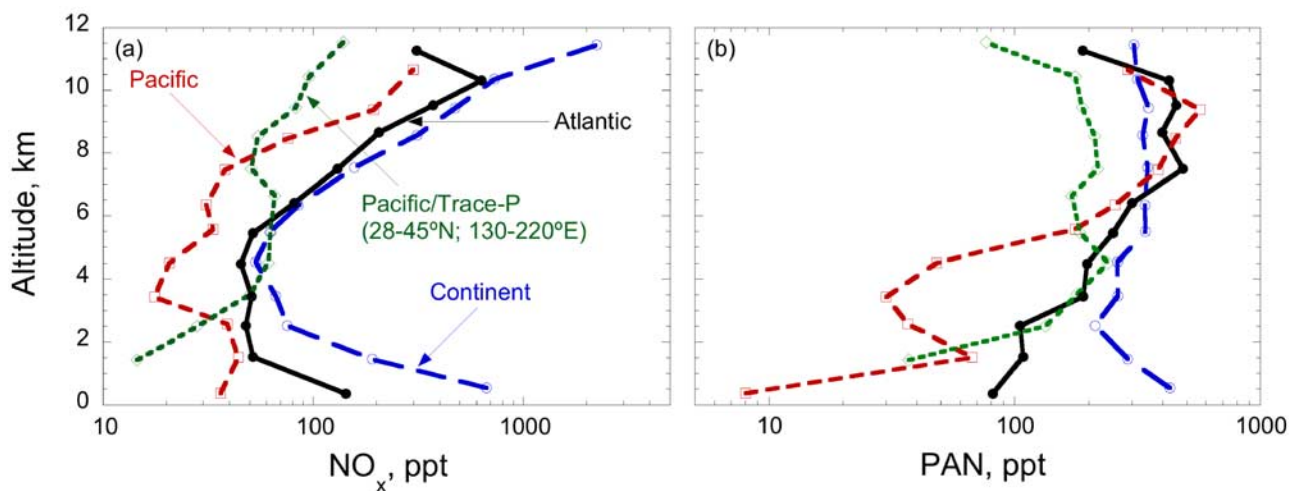 12
10
8
6
4
2
0
Altitude, km
(a)
Pacific
Atlantic
Pacific/Trace-P
(28-45ºN; 130-220ºE)
Continent
10
100
1000
NOx, ppt
(b)
10
100
1000
PAN, ppt